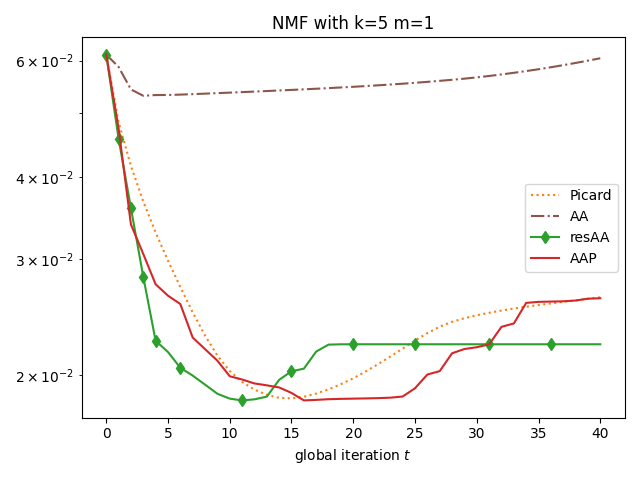 NMF with k=5 m=1
6 × 10⁻²
4 × 10⁻²
3 × 10⁻²
2 × 10⁻²
Picard
AA
resAA
AAP
0 5 10 15 20 25 30 35 40
global iteration t